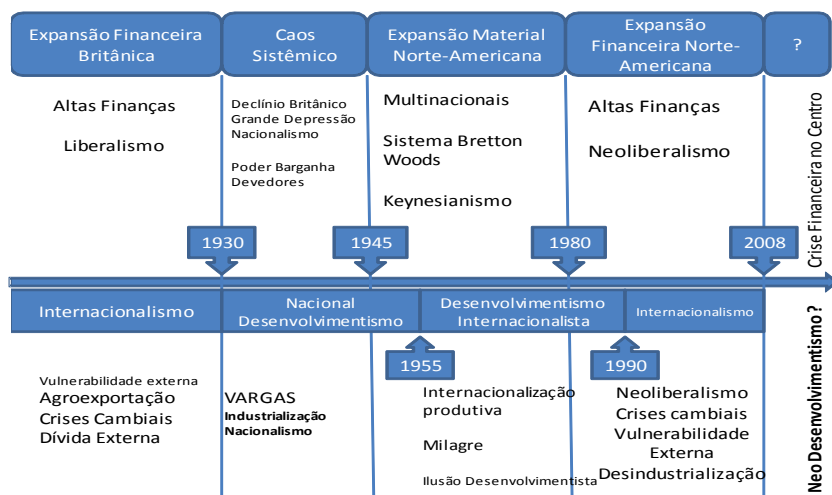 Expansão Financeira
Britânica
Caos
Sistêmico
Expansão Material
Norte-Americana
Expansão
Financeira Norte-
Americana
?
Altas Finanças
Liberalismo
Declínio Britânico
Grande Depressão
Nacionalismo
Poder Barganha
Devedores
Multinacionais
Sistema Bretton
Woods
Keynesianismo
Altas Finanças
Neoliberalismo
Crise Financeira no Centro
1930
1945
1980
2008
Internacionalismo
Nacional
Desenvolvimentismo
Desenvolvimentismo
Internacionalista
Internacionalismo
1955
1990
Vulnerabilidade externa
Agroexportação
Crises Cambiais
Dívida Externa
VARGAS
Industrialização
Nacionalismo
Internacionalização
produtiva
Milagre
Ilusão Desenvolvimentista
Neoliberalismo
Crises cambiais
Vulnerabilidade
Externa
Desindustrialização
Neo Desenvolvimentismo?